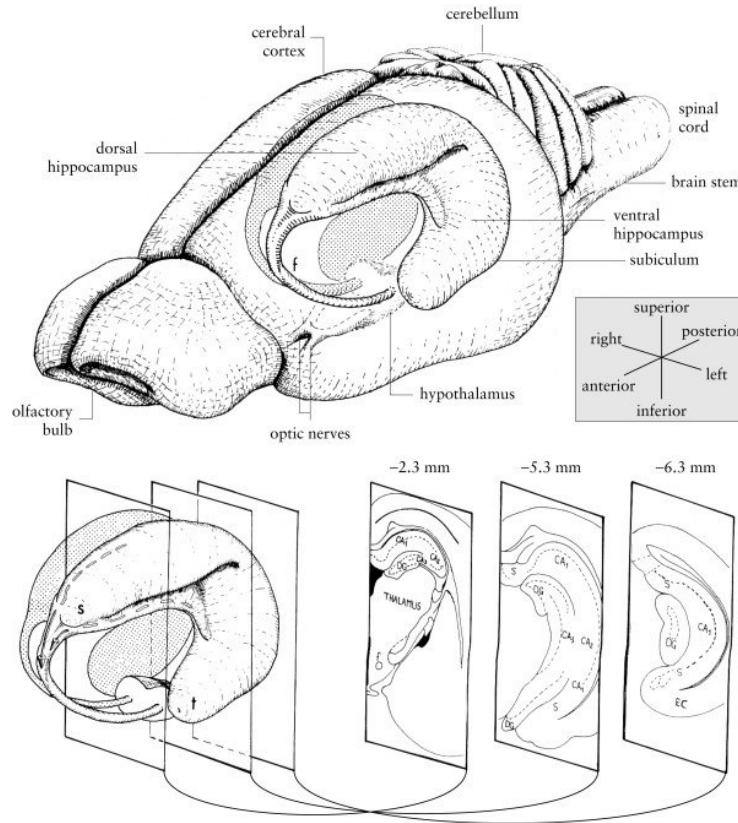 cerebellum
cerebral
cortex
spinal
cord
dorsal
hippocampus
brain stem
ventral
hippocampus
f
subiculum
superior
posterior
right
left
anterior
inferior
hypothalamus
olfactory
bulb
optic nerves
−2.3 mm
−5.3 mm
−6.3 mm
s
t
CA1
CA3
DG
THALAMUS
F
S
CA1
DG
CA3
CA2
CA1
S
DG
S
CA1
DG
S
EC